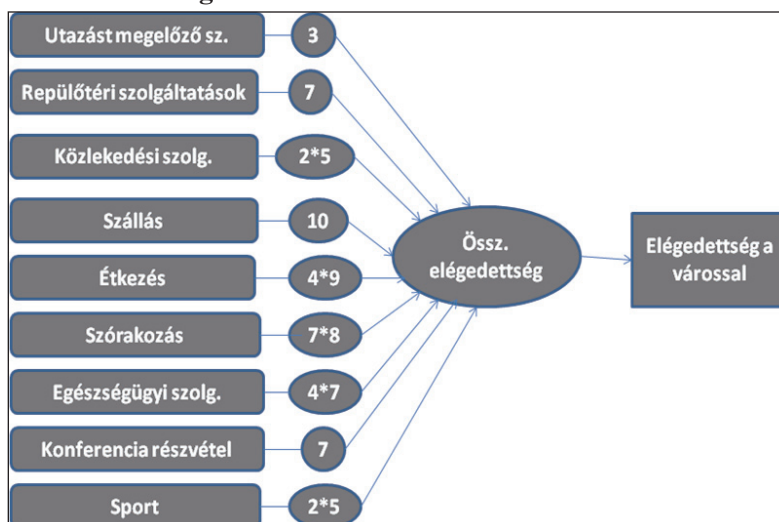 Utazást megelőző sz. 3
Repülőtéri szolgáltatások 7
Közlekedési szolg. 2*5
Szállás 10
Étkezés 4*9
Szórakozás 7*8
Egészségügyi szolg. 4*7
Konferencia részvétel 7
Sport 2*5
Össz.
elégedettség
Elégedettség a
várossal